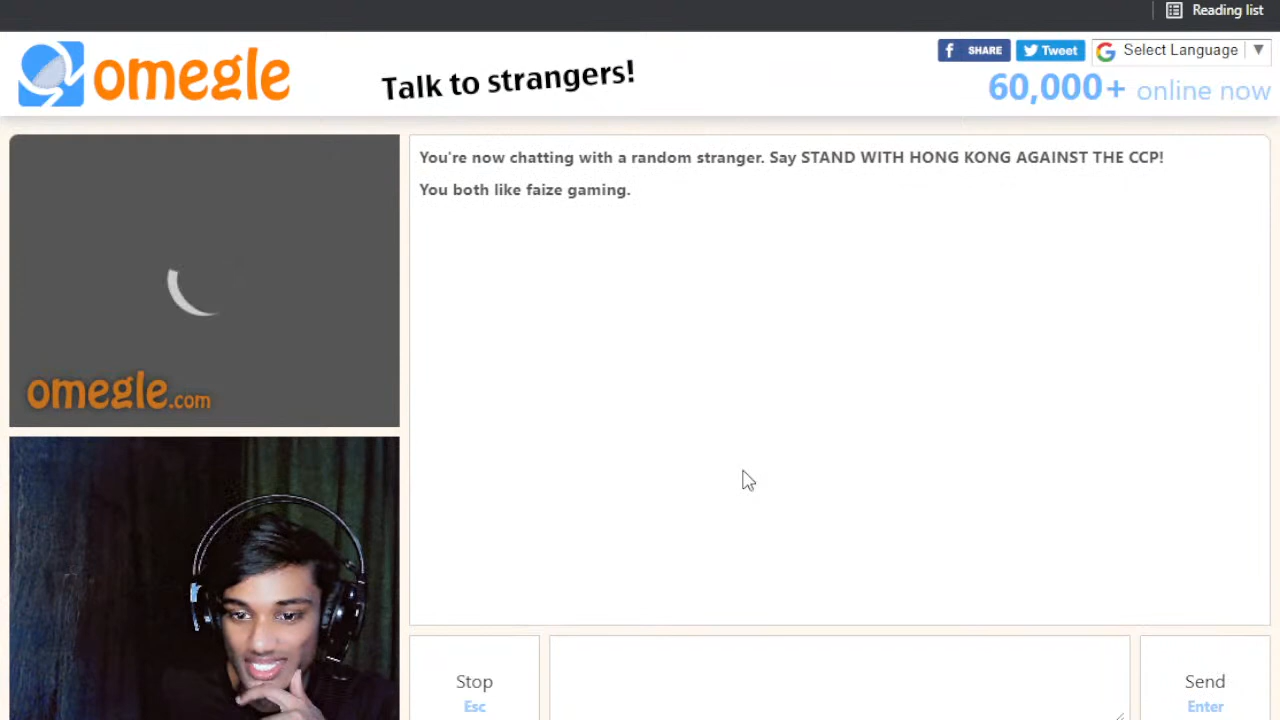 Reading list
omegle
Talk to strangers!
SHARE
Tweet
Select Language
60,000+ online now
You're now chatting with a random stranger. Say STAND WITH HONG KONG AGAINST THE CCP!
You both like faize gaming.
omegle.com
Stop
Esc
Send
Enter